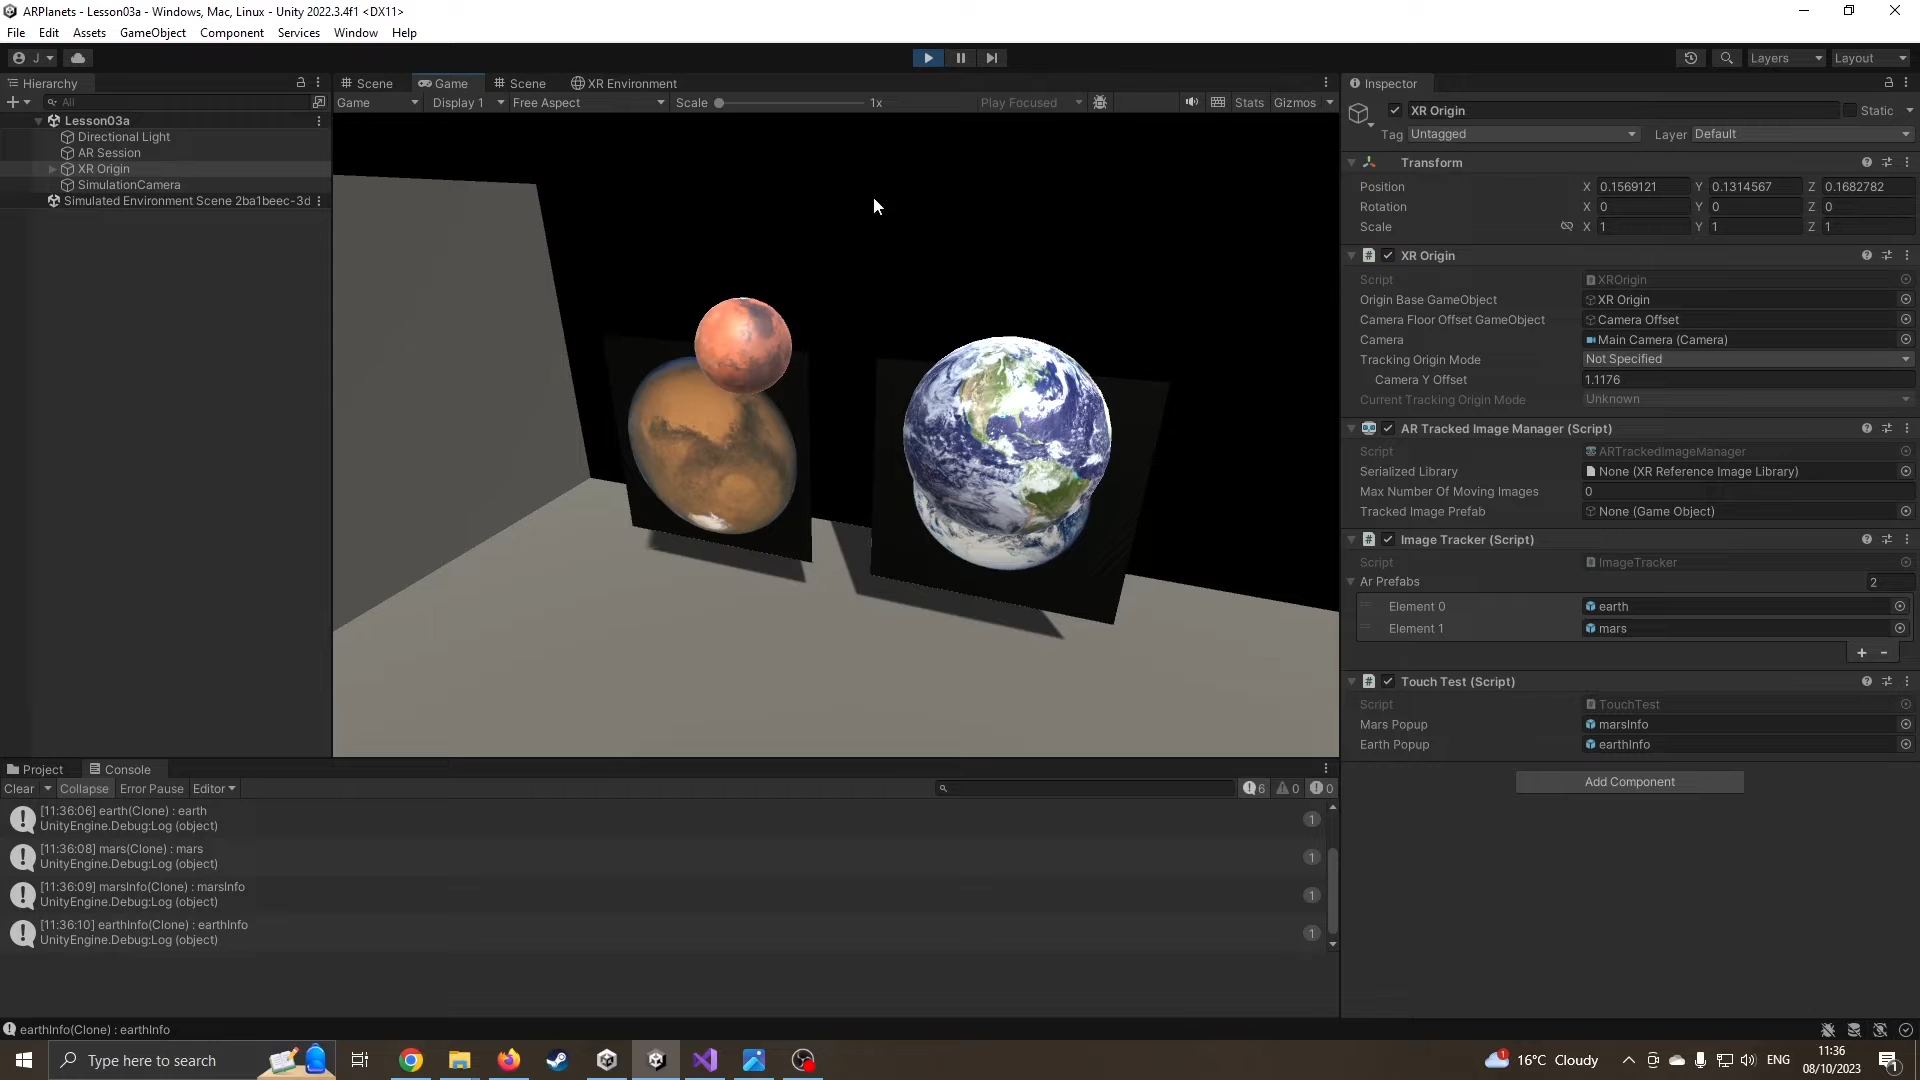 ARPlanets - Lesson03a - Windows, Mac, Linux - Unity 2022.3.4f1 <DX11>
File Edit Assets GameObject Component Services Window Help
J Layers Layout
Hierarchy
All
Lesson03a
Directional Light
AR Session
XR Origin
SimulationCamera
Simulated Environment Scene 2ba1beec-3d
Scene Game Scene XR Environment
Game Display 1 Free Aspect Scale 1x Play Focused Stats Gizmos
Inspector
XR Origin Static
Tag Untagged Layer Default
Transform
Position X 0.1569121 Y 0.1314567 Z 0.1682782
Rotation X 0 Y 0 Z 0
Scale X 1 Y 1 Z 1
XR Origin
Script XROrigin
Origin Base GameObject XR Origin
Camera Floor Offset GameObject Camera Offset
Camera Main Camera (Camera)
Tracking Origin Mode Not Specified
Camera Y Offset 1.1176
Current Tracking Origin Mode Unknown
AR Tracked Image Manager (Script)
Script ARTrackedImageManager
Serialized Library None (XR Reference Image Library)
Max Number Of Moving Images 0
Tracked Image Prefab None (Game Object)
Image Tracker (Script)
Script ImageTracker
Ar Prefabs 2
Element 0 earth
Element 1 mars
+ -
Touch Test (Script)
Script TouchTest
Mars Popup marsInfo
Earth Popup earthInfo
Add Component
Project Console
Clear Collapse Error Pause Editor 6 0 0
[11:36:06] earth(Clone) : earth
UnityEngine.Debug:Log (object)
1
[11:36:08] mars(Clone) : mars
UnityEngine.Debug:Log (object)
1
[11:36:09] marsInfo(Clone) : marsInfo
UnityEngine.Debug:Log (object)
1
[11:36:10] earthInfo(Clone) : earthInfo
UnityEngine.Debug:Log (object)
1
earthInfo(Clone) : earthInfo
Type here to search
1 16°C Cloudy ENG
11:36
08/10/2023
1